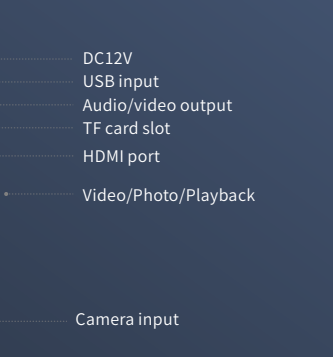 DC12V
USB input
Audio/video output
TF card slot
HDMI port
Video/Photo/Playback
Camera input